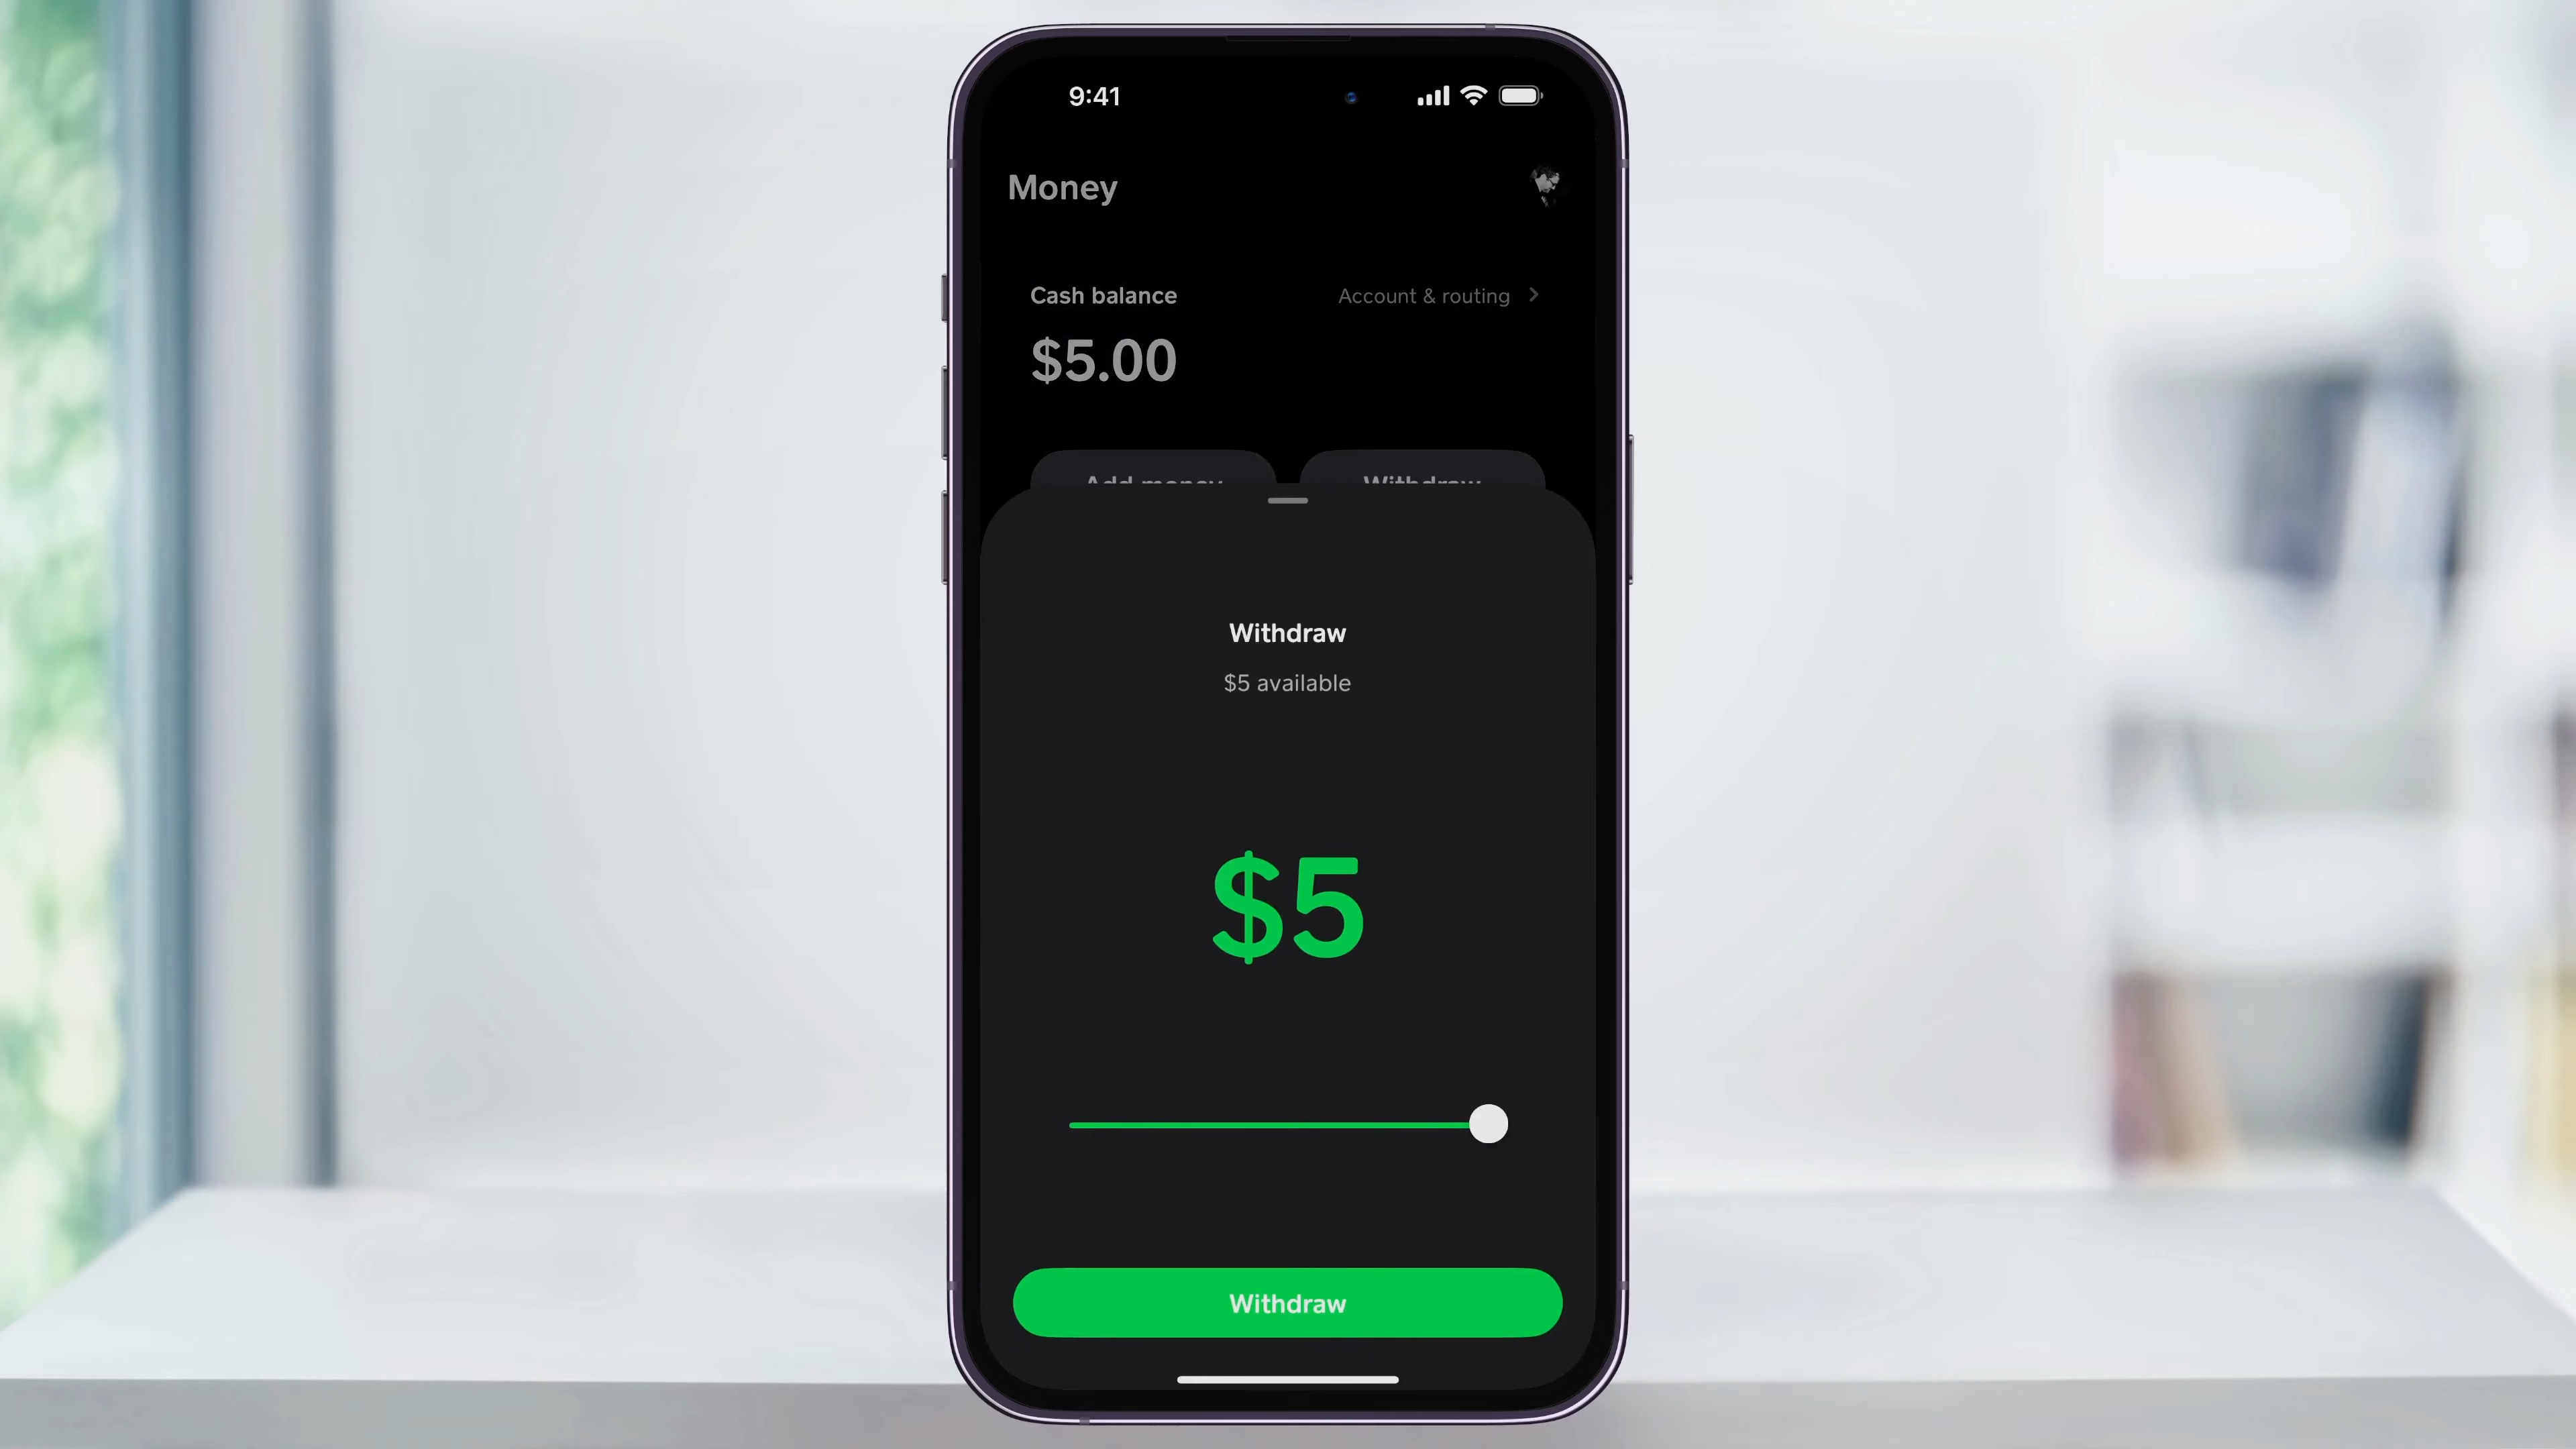 9:41
Money
Cash balance
Account & routing
$5.00
Add money
Withdraw
Withdraw
$5 available
$5
Withdraw